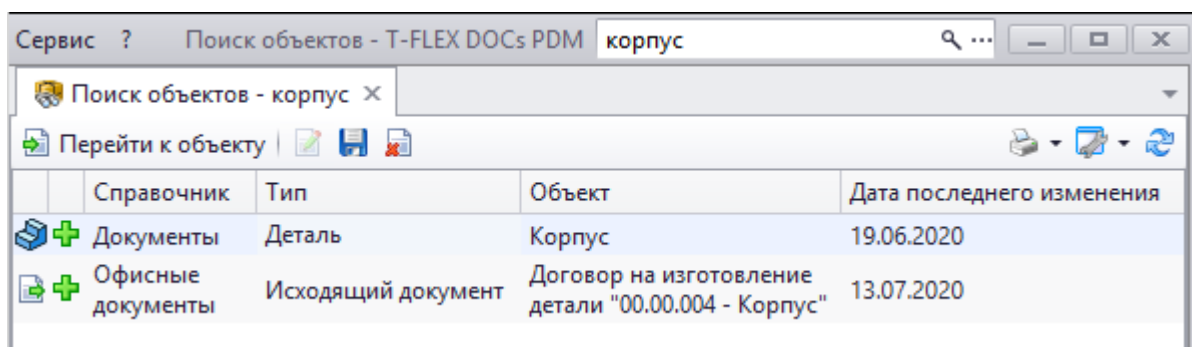 Сервис ? Поиск объектов - T-FLEX DOCs PDM корпус
Поиск объектов - корпус
Перейти к объекту
Справочник Тип Объект Дата последнего изменения
Документы Деталь Корпус 19.06.2020
Офисные документы Исходящий документ Договор на изготовление детали "00.00.004 - Корпус" 13.07.2020